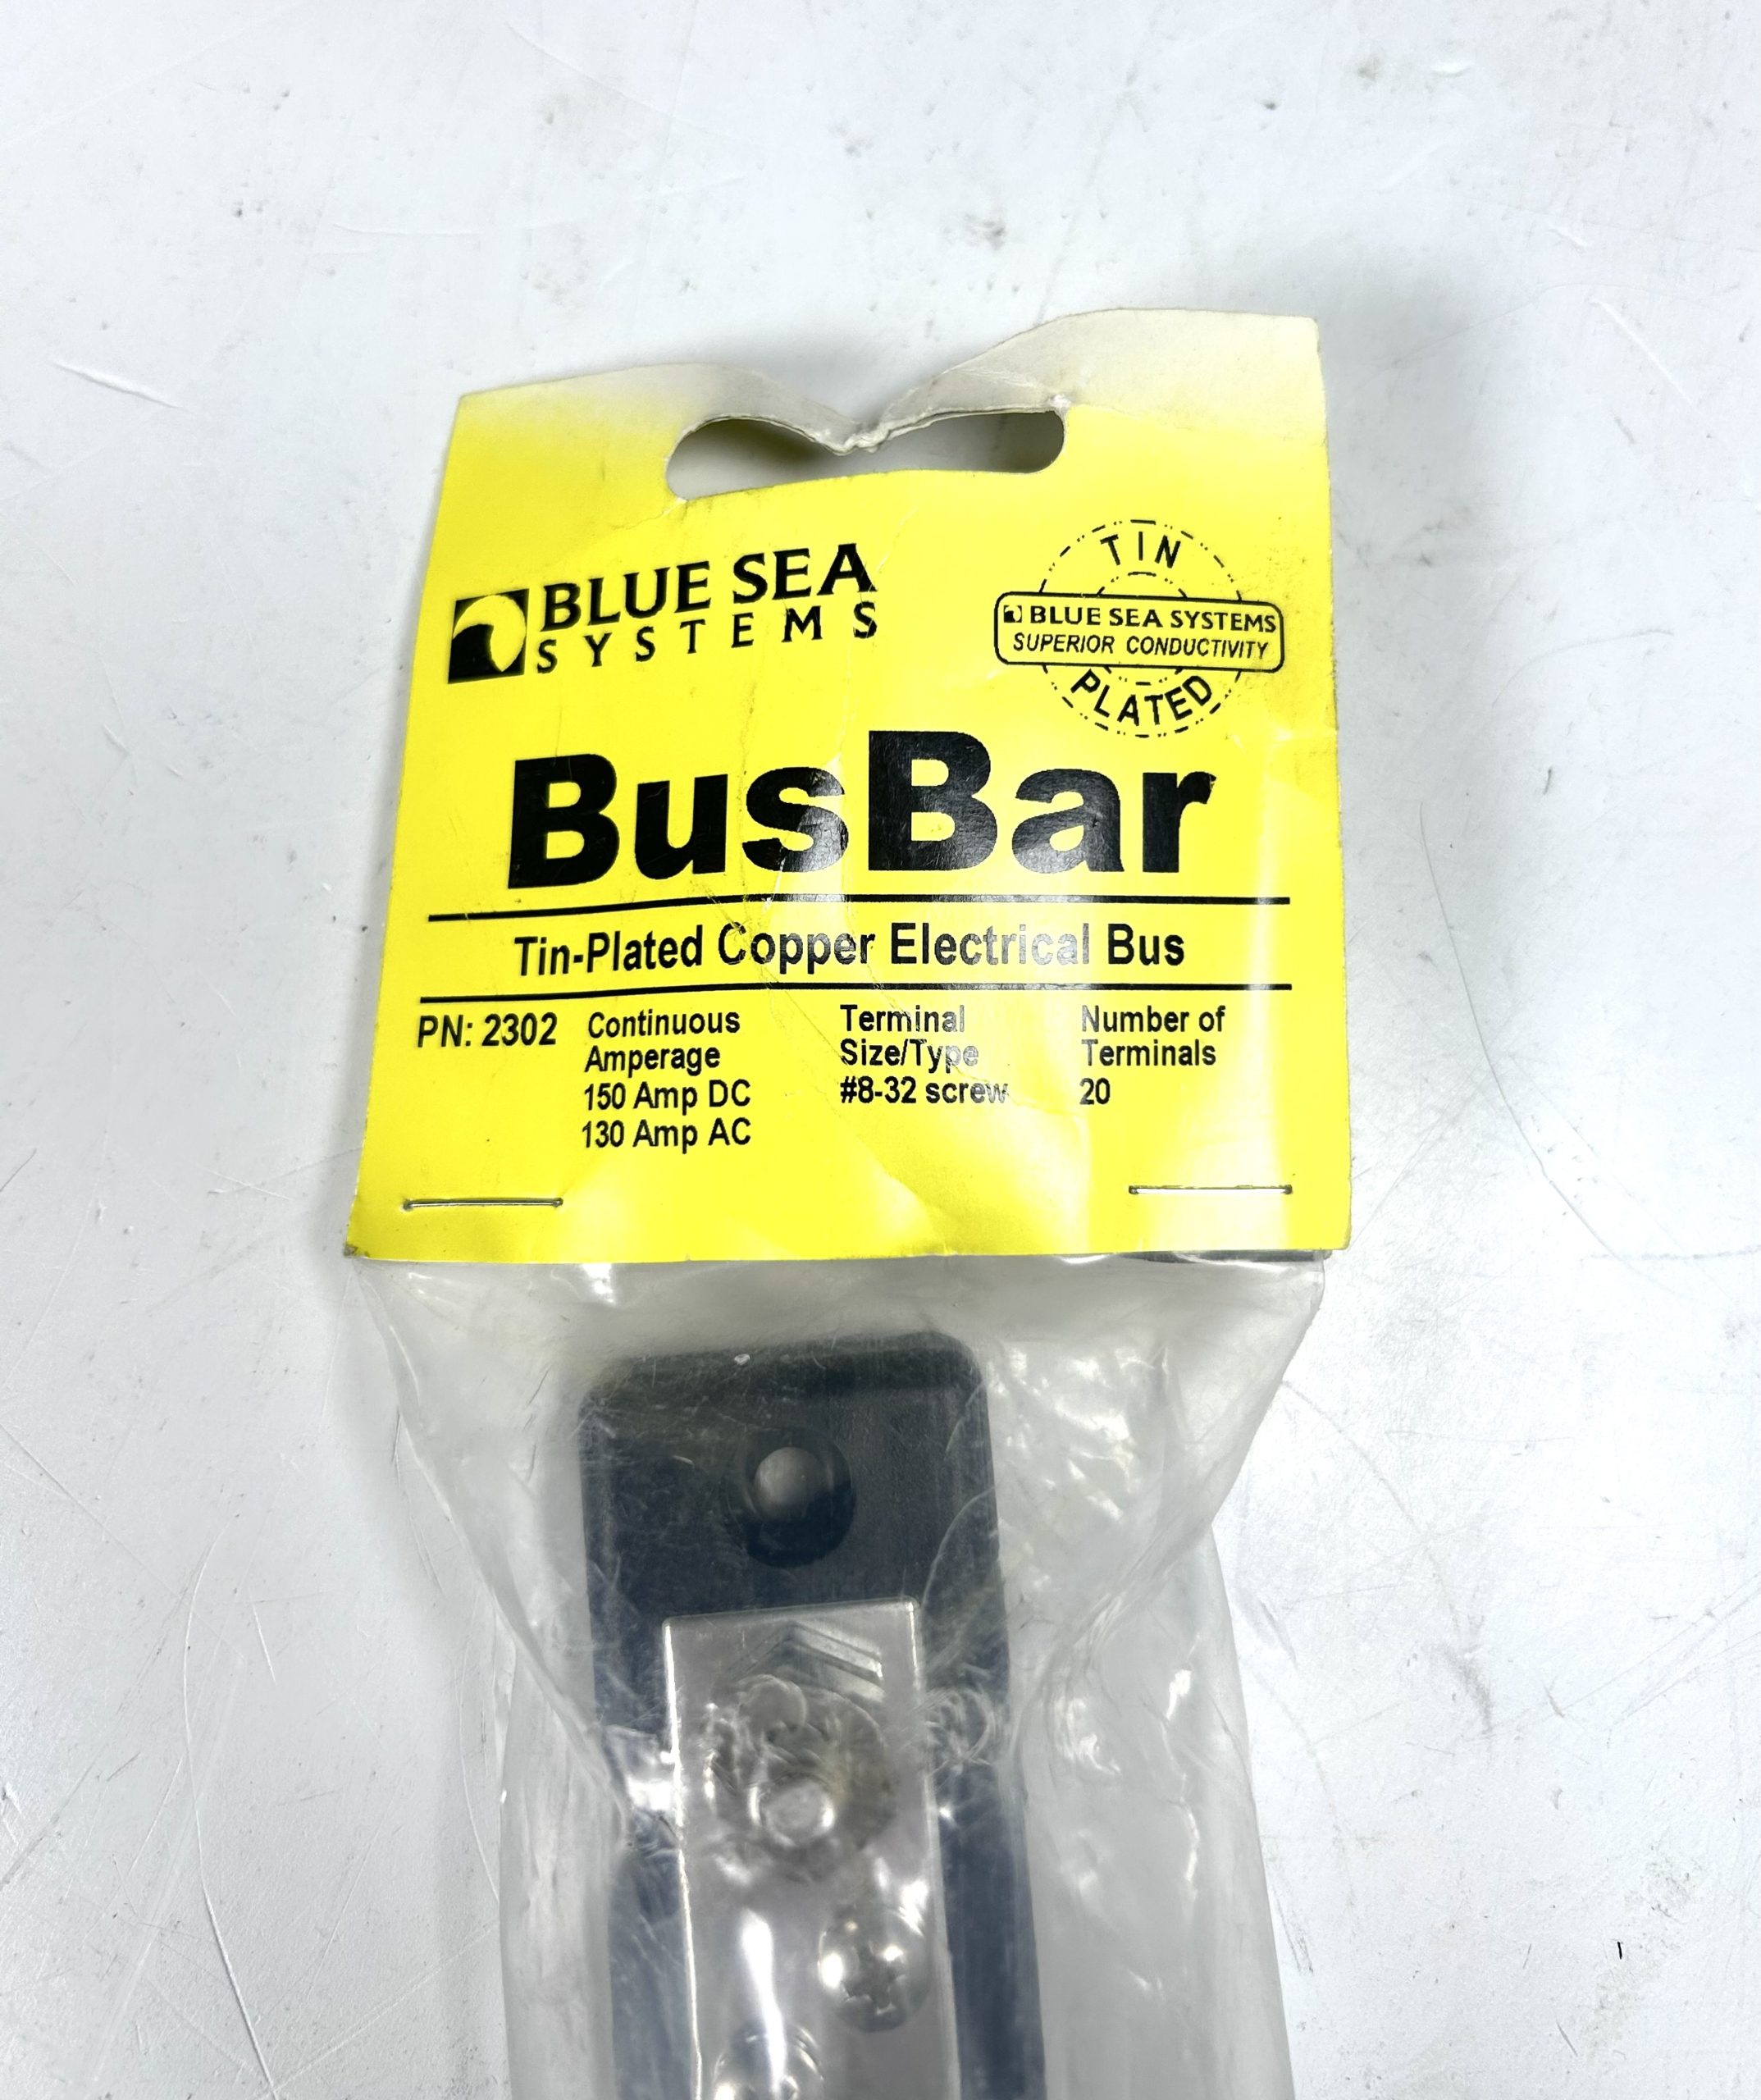 BLUE SEA
SYSTEMS
TIN
BLUE SEA SYSTEMS
SUPERIOR CONDUCTIVITY
PLATED
BusBar
Tin-Plated Copper Electrical Bus
PN: 2302
Continuous
Amperage
150 Amp DC
130 Amp AC
Terminal
Size/Type
#8-32 screw
Number of
Terminals
20